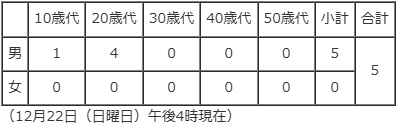 10歳代 20歳代 30歳代 40歳代 50歳代 小計 合計
男 1 4 0 0 0 5 5
女 0 0 0 0 0 0
（12月22日（日曜日）午後4時現在）